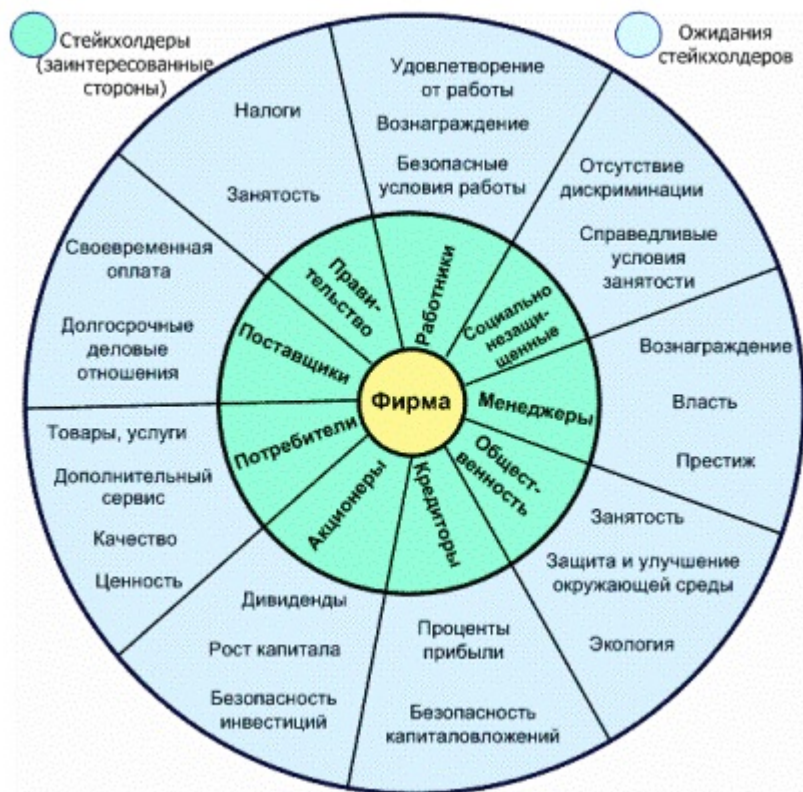 Стейкхолдеры
(заинтересованные
стороны)
Ожидания
стейкхолдеров
Налоги
Занятость
Удовлетворение
от работы
Вознаграждение
Безопасные
условия работы
Отсутствие
дискриминации
Справедливые
условия
занятости
Вознаграждение
Власть
Престиж
Занятость
Защита и улучшение
окружающей среды
Экология
Проценты
прибыли
Безопасность
капиталовложений
Дивиденды
Рост капитала
Безопасность
инвестиций
Товары, услуги
Дополнительный
сервис
Качество
Ценность
Своевременная
оплата
Долгосрочные
деловые
отношения
Прави-
тельство
Работники
Социально
незащи-
щенные
Менеджеры
Общест-
венность
Кредиторы
Акционеры
Потребители
Поставщики
Фирма